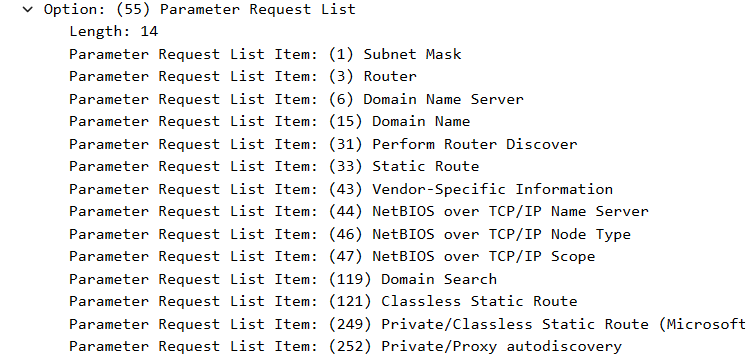 Option: (55) Parameter Request List
Length: 14
Parameter Request List Item: (1) Subnet Mask
Parameter Request List Item: (3) Router
Parameter Request List Item: (6) Domain Name Server
Parameter Request List Item: (15) Domain Name
Parameter Request List Item: (31) Perform Router Discover
Parameter Request List Item: (33) Static Route
Parameter Request List Item: (43) Vendor-Specific Information
Parameter Request List Item: (44) NetBIOS over TCP/IP Name Server
Parameter Request List Item: (46) NetBIOS over TCP/IP Node Type
Parameter Request List Item: (47) NetBIOS over TCP/IP Scope
Parameter Request List Item: (119) Domain Search
Parameter Request List Item: (121) Classless Static Route
Parameter Request List Item: (249) Private/Classless Static Route (Microsoft
Parameter Request List Item: (252) Private/Proxy autodiscovery